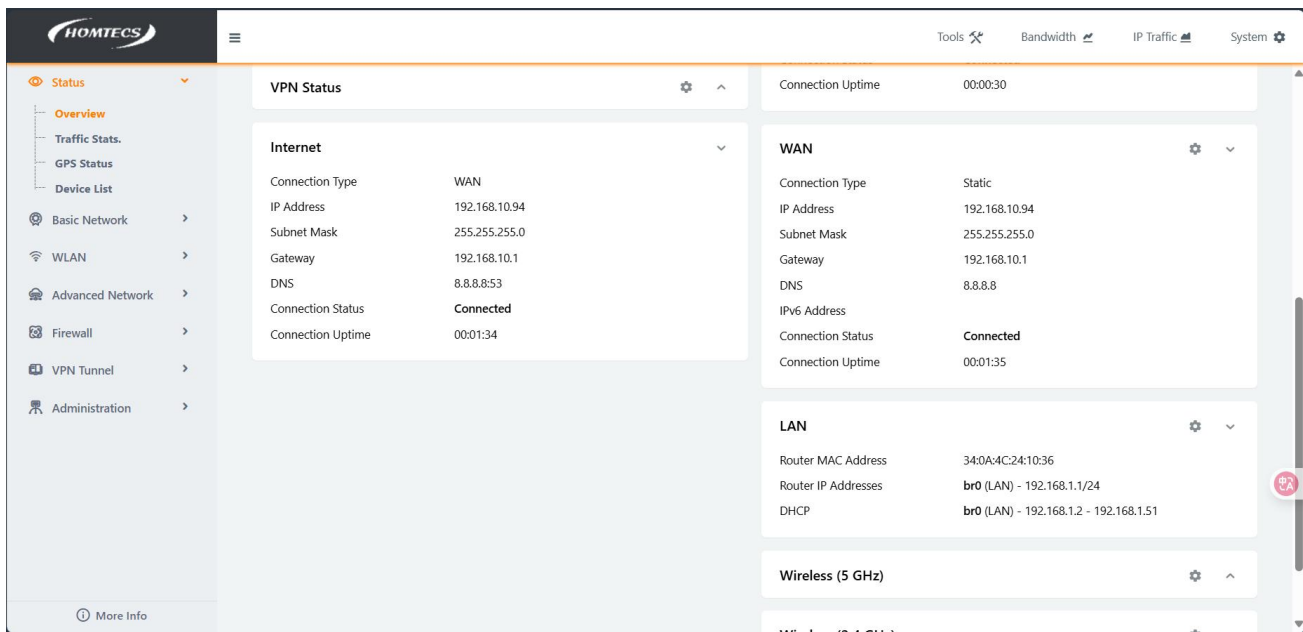 HOMTECS
Tools
Bandwidth
IP Traffic
System
Status
Overview
Traffic Stats.
GPS Status
Device List
Basic Network
WLAN
Advanced Network
Firewall
VPN Tunnel
Administration
More Info
VPN Status
Internet
Connection Type WAN
IP Address 192.168.10.94
Subnet Mask 255.255.255.0
Gateway 192.168.10.1
DNS 8.8.8.8:53
Connection Status Connected
Connection Uptime 00:01:34
Connection Uptime 00:00:30
WAN
Connection Type Static
IP Address 192.168.10.94
Subnet Mask 255.255.255.0
Gateway 192.168.10.1
DNS 8.8.8.8
IPv6 Address
Connection Status Connected
Connection Uptime 00:01:35
LAN
Router MAC Address 34:0A:4C:24:10:36
Router IP Addresses br0 (LAN) - 192.168.1.1/24
DHCP br0 (LAN) - 192.168.1.2 - 192.168.1.51
Wireless (5 GHz)
中A